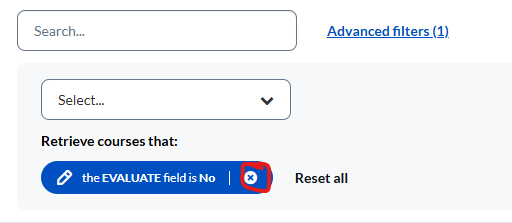 Search...
Advanced filters (1)
Select...
Retrieve courses that:
the EVALUATE field is No
Reset all